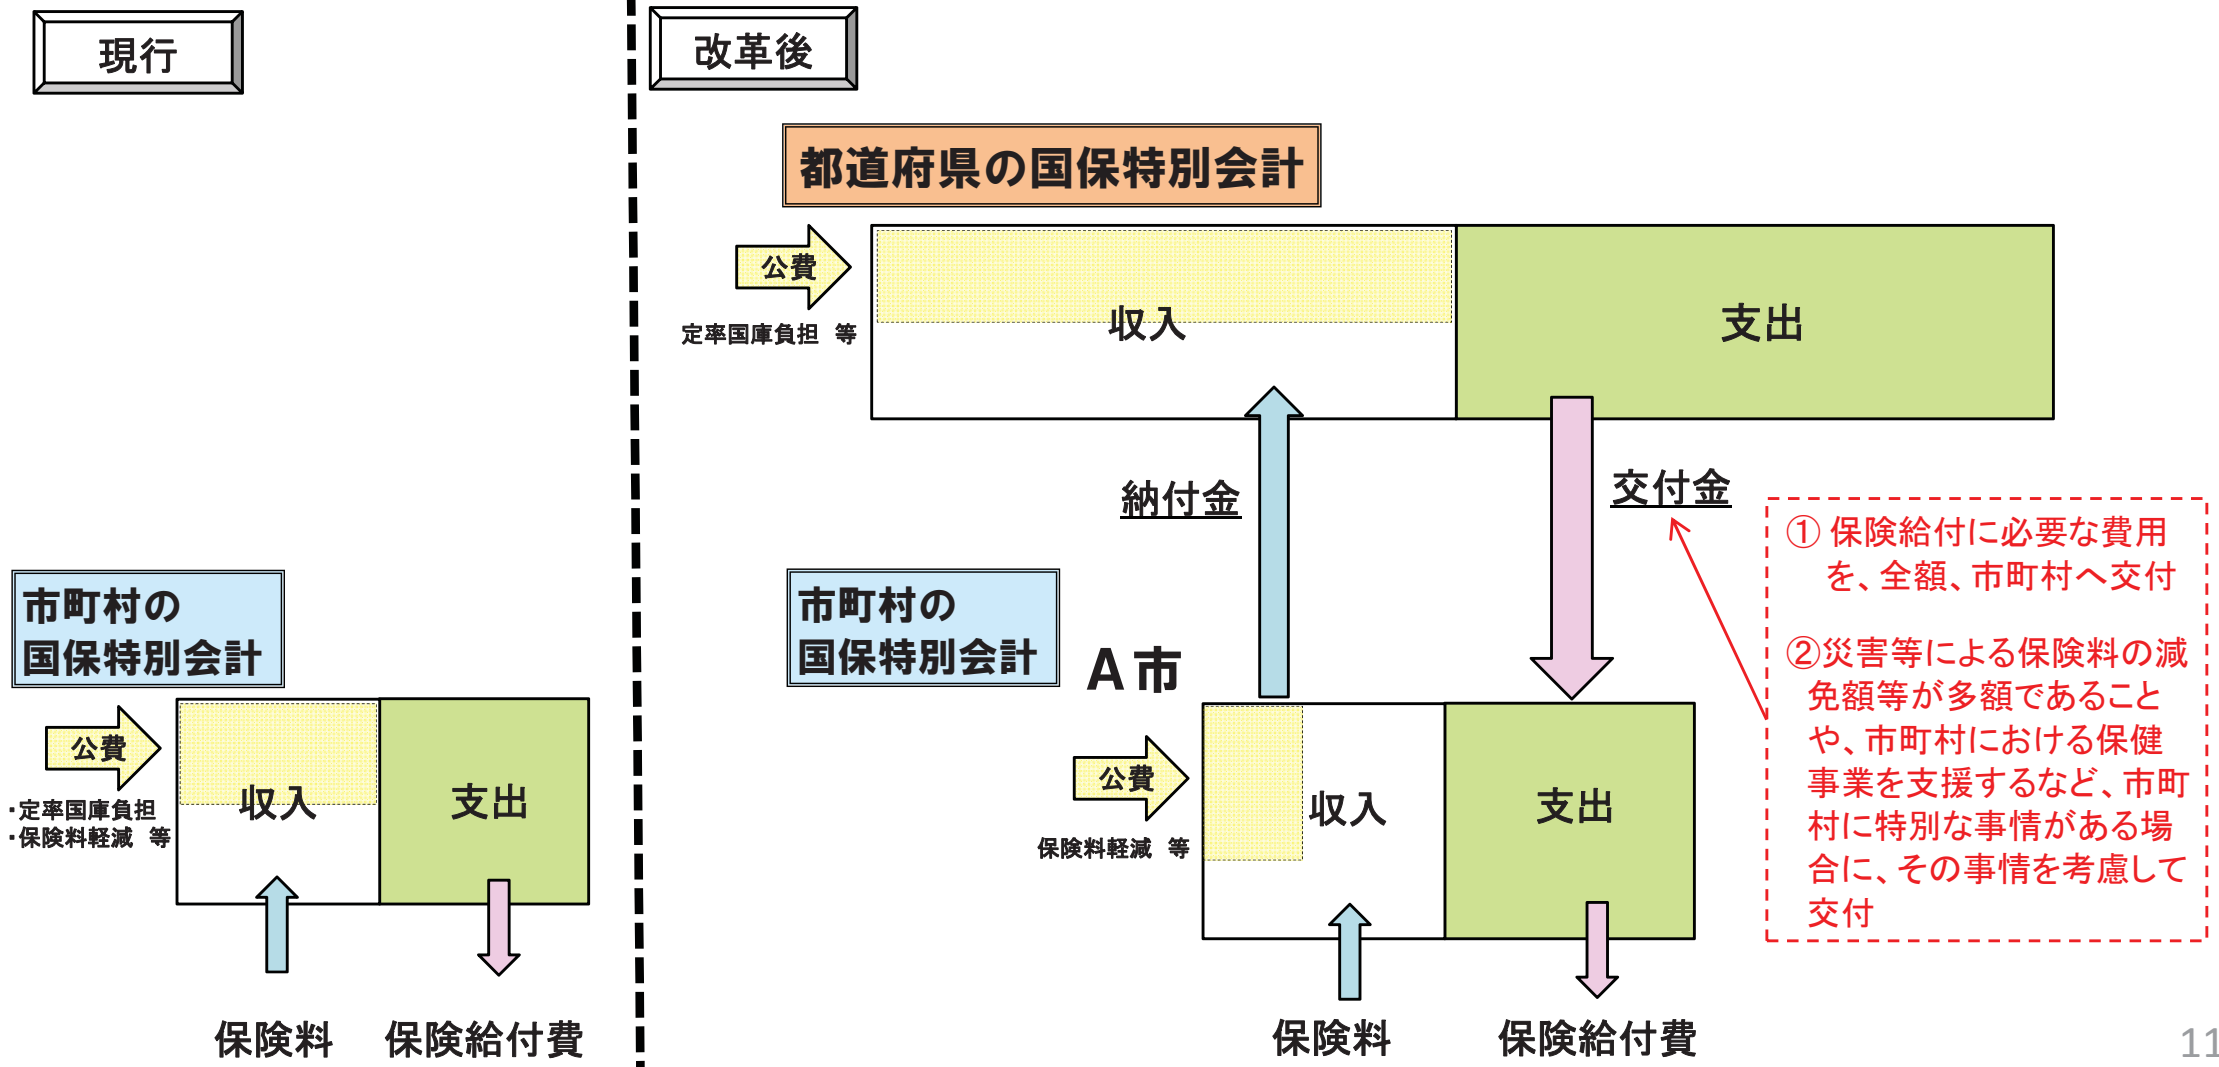 現行
市町村の
国保特別会計
公費
・定率国庫負担
・保険料軽減　等
収入
支出
保険料
保険給付費
改革後
都道府県の国保特別会計
公費
定率国庫負担　等
収入
支出
納付金
交付金
市町村の
国保特別会計
A市
公費
保険料軽減　等
収入
支出
保険料
保険給付費
① 保険給付に必要な費用
を、全額、市町村へ交付
②災害等による保険料の減
免額等が多額であること
や、市町村における保健
事業を支援するなど、市町
村に特別な事情がある場
合に、その事情を考慮して
交付
11